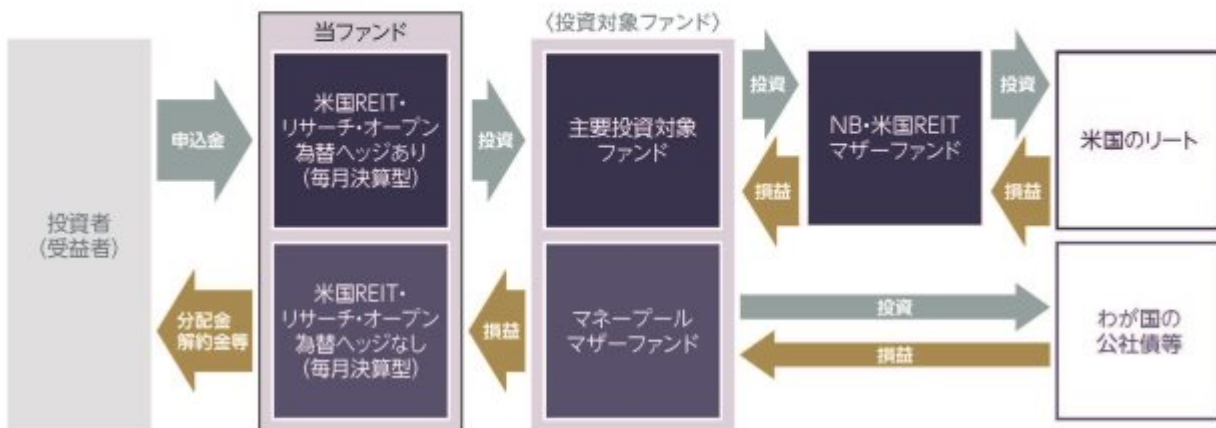 当ファンド
〈投資対象ファンド〉
投資者
(受益者)
申込金
分配金
解約金等
米国REIT・
リサーチ・オープン
為替ヘッジあり
(毎月決算型)
米国REIT・
リサーチ・オープン
為替ヘッジなし
(毎月決算型)
投資
損益
主要投資対象
ファンド
マネープール
マザーファンド
投資
損益
NB・米国REIT
マザーファンド
投資
損益
米国のリート
投資
損益
わが国の
公社債等